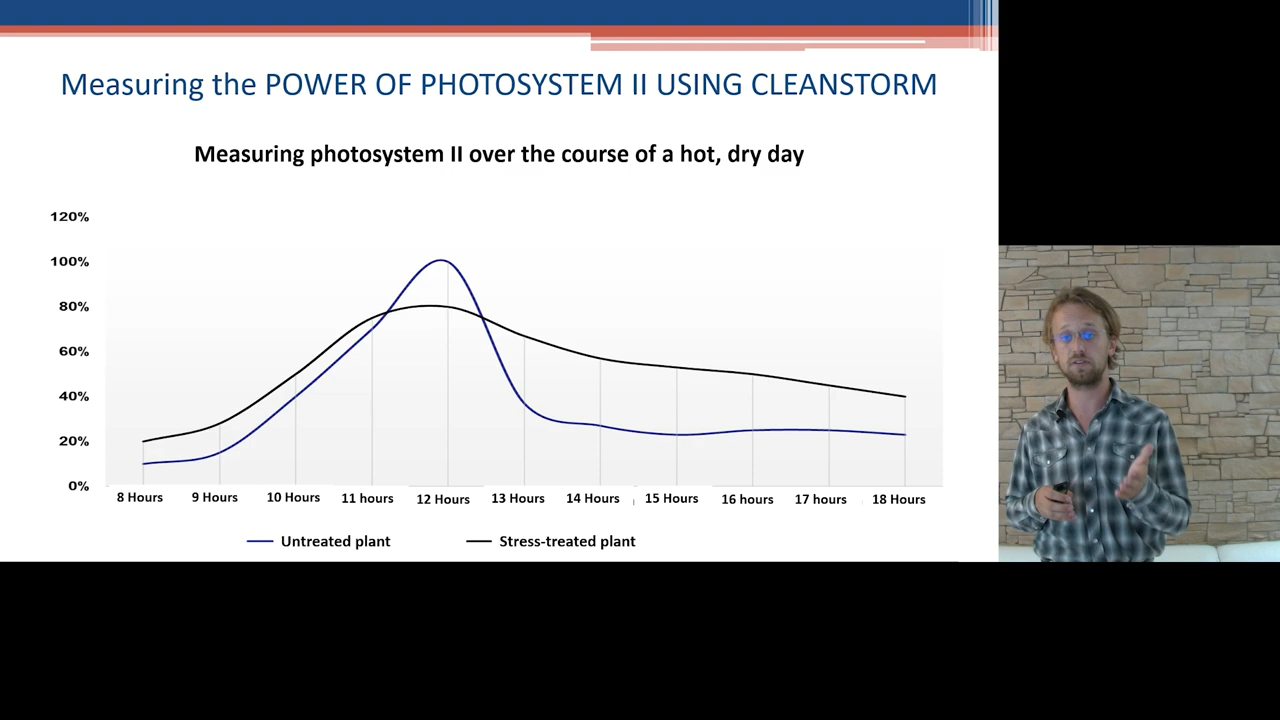 Measuring the POWER OF PHOTOSYSTEM II USING CLEANSTORM
Measuring photosystem II over the course of a hot, dry day
120%
100%
80%
60%
40%
20%
0%
8 Hours 9 Hours 10 Hours 11 hours 12 Hours 13 Hours 14 Hours 15 Hours 16 hours 17 hours 18 Hours
Untreated plant Stress-treated plant